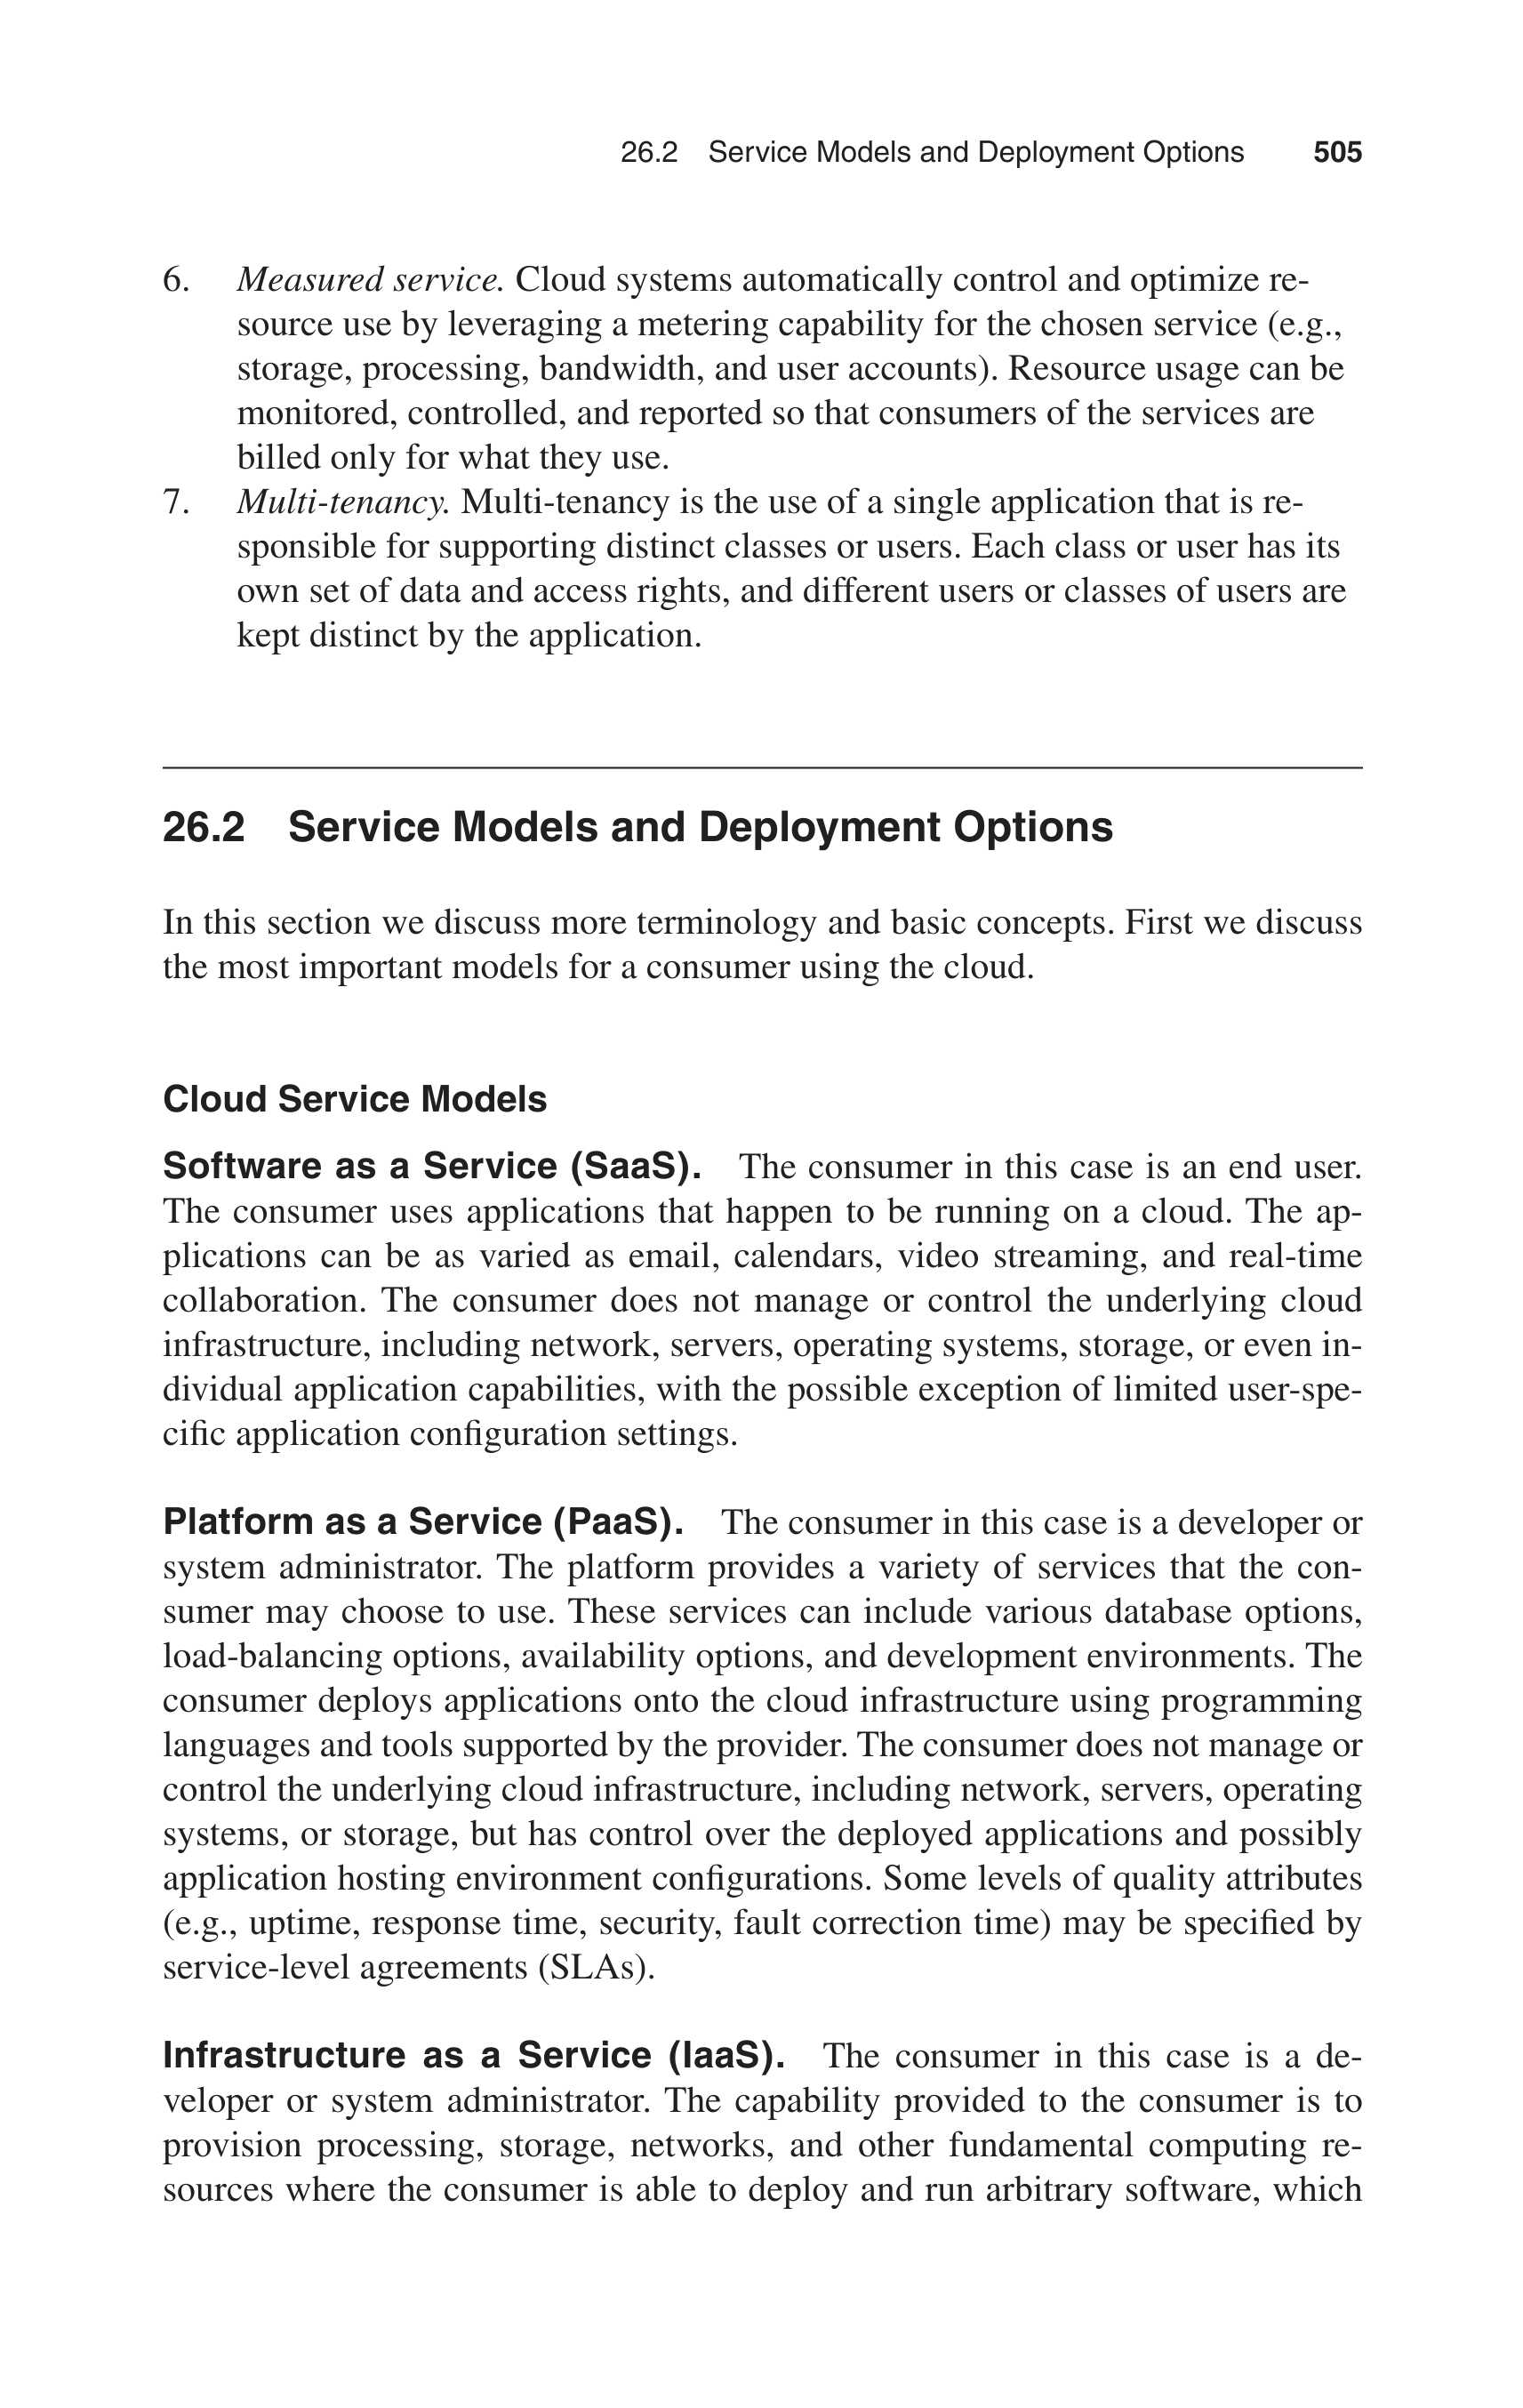 26.2 Service Models and Deployment Options 505
6. Measured service. Cloud systems automatically control and optimize re-
source use by leveraging a metering capability for the chosen service (e.g.,
storage, processing, bandwidth, and user accounts). Resource usage can be
monitored, controlled, and reported so that consumers of the services are
billed only for what they use.
7. Multi-tenancy. Multi-tenancy is the use of a single application that is re-
sponsible for supporting distinct classes or users. Each class or user has its
own set of data and access rights, and different users or classes of users are
kept distinct by the application.
26.2 Service Models and Deployment Options
In this section we discuss more terminology and basic concepts. First we discuss
the most important models for a consumer using the cloud.
Cloud Service Models
Software as a Service (SaaS). The consumer in this case is an end user.
The consumer uses applications that happen to be running on a cloud. The ap-
plications can be as varied as email, calendars, video streaming, and real-time
collaboration. The consumer does not manage or control the underlying cloud
infrastructure, including network, servers, operating systems, storage, or even in-
dividual application capabilities, with the possible exception of limited user-spe-
cific application configuration settings.
Platform as a Service (PaaS). The consumer in this case is a developer or
system administrator. The platform provides a variety of services that the con-
sumer may choose to use. These services can include various database options,
load-balancing options, availability options, and development environments. The
consumer deploys applications onto the cloud infrastructure using programming
languages and tools supported by the provider. The consumer does not manage or
control the underlying cloud infrastructure, including network, servers, operating
systems, or storage, but has control over the deployed applications and possibly
application hosting environment configurations. Some levels of quality attributes
(e.g., uptime, response time, security, fault correction time) may be specified by
service-level agreements (SLAs).
Infrastructure as a Service (IaaS). The consumer in this case is a de-
veloper or system administrator. The capability provided to the consumer is to
provision processing, storage, networks, and other fundamental computing re-
sources where the consumer is able to deploy and run arbitrary software, which